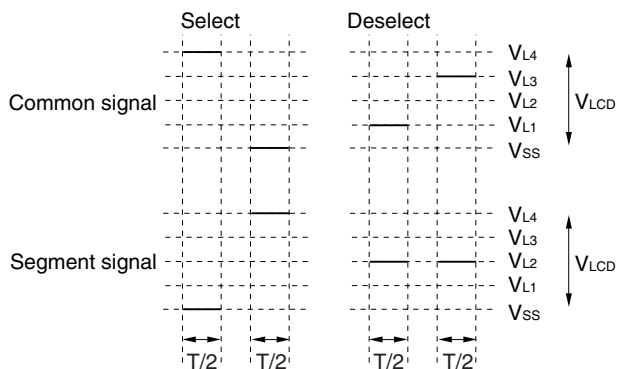 Select Deselect
VL4
VL3
Common signal VL2 VLCD
VL1
VSS
VL4
VL3
Segment signal VL2 VLCD
VL1
VSS
T/2 T/2 T/2 T/2